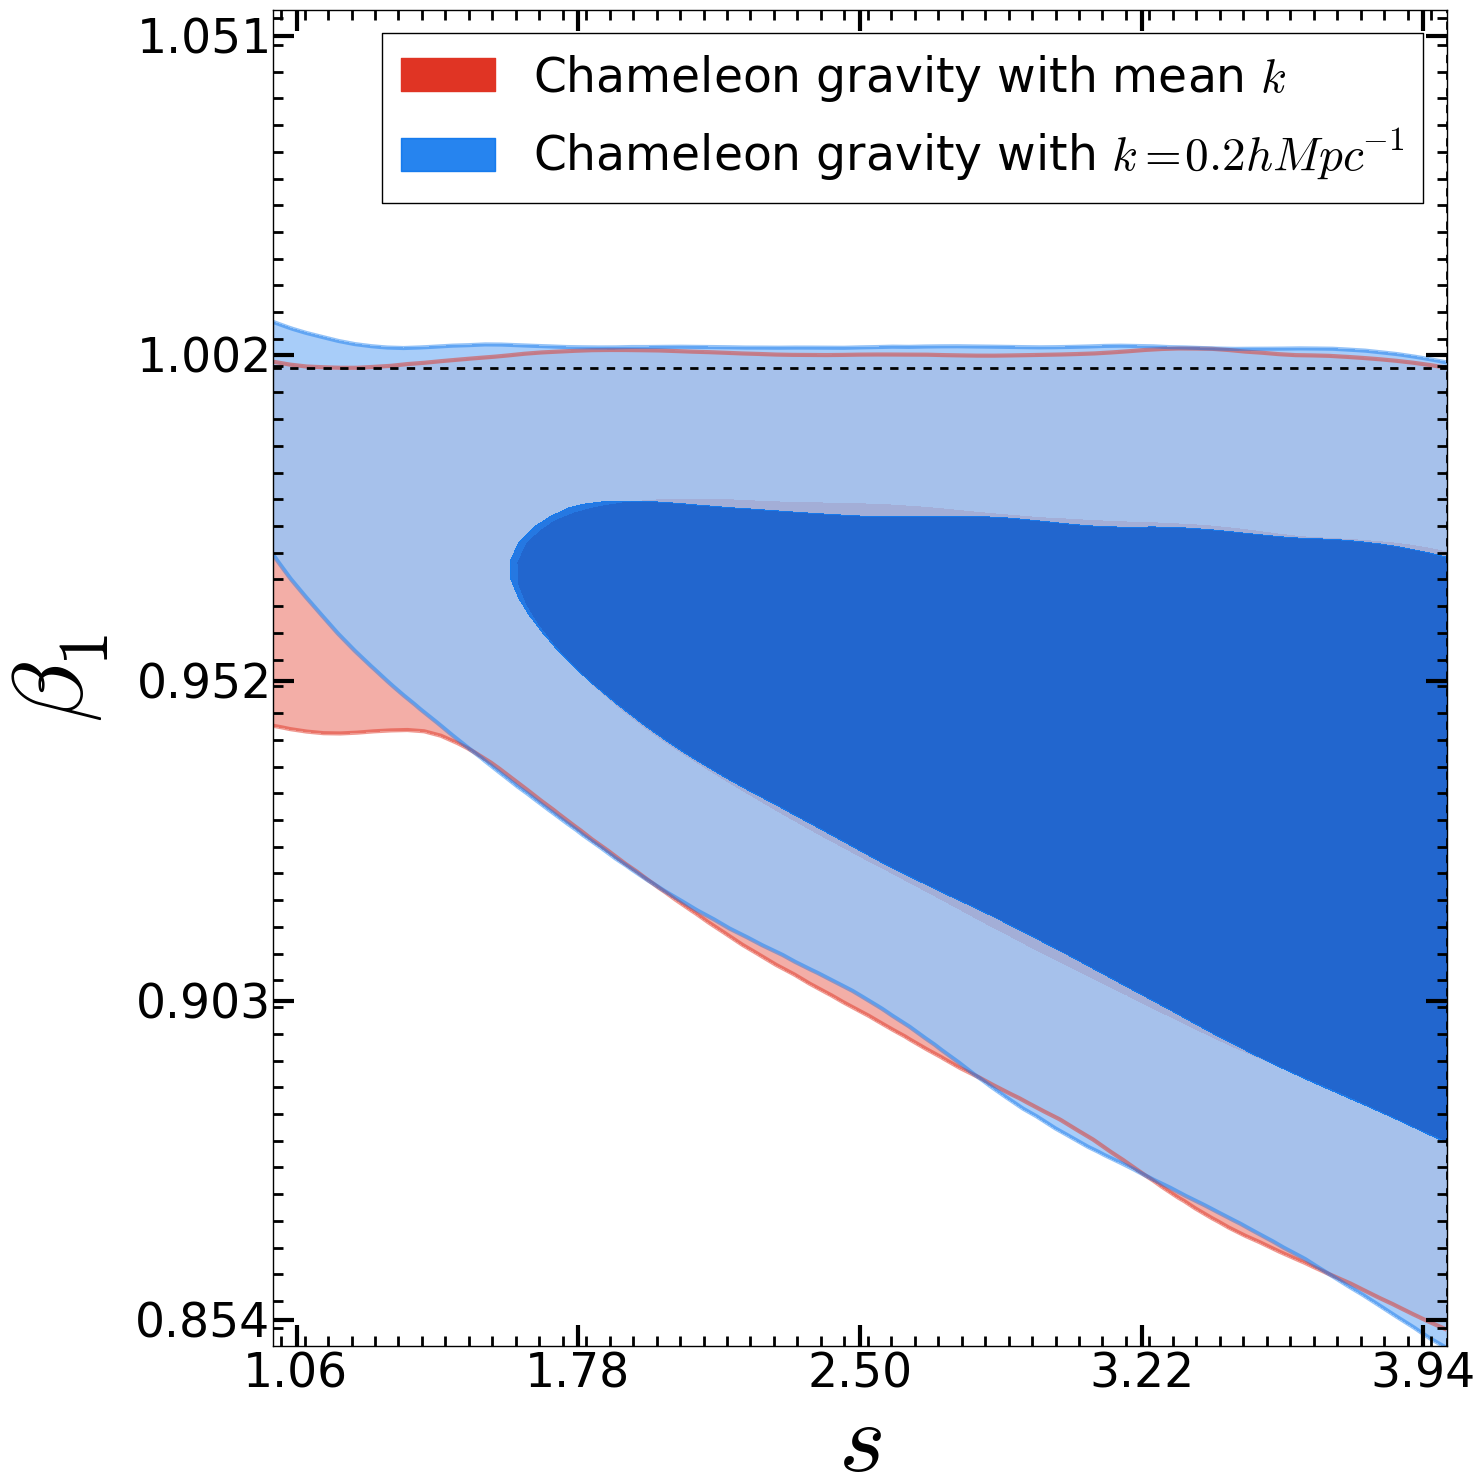 1.051
Chameleon gravity with mean k
Chameleon gravity with k=0.2hMpc⁻¹
1.002
0.952
β₁
0.903
0.854
1.06 1.78 2.50 3.22 3.94
s